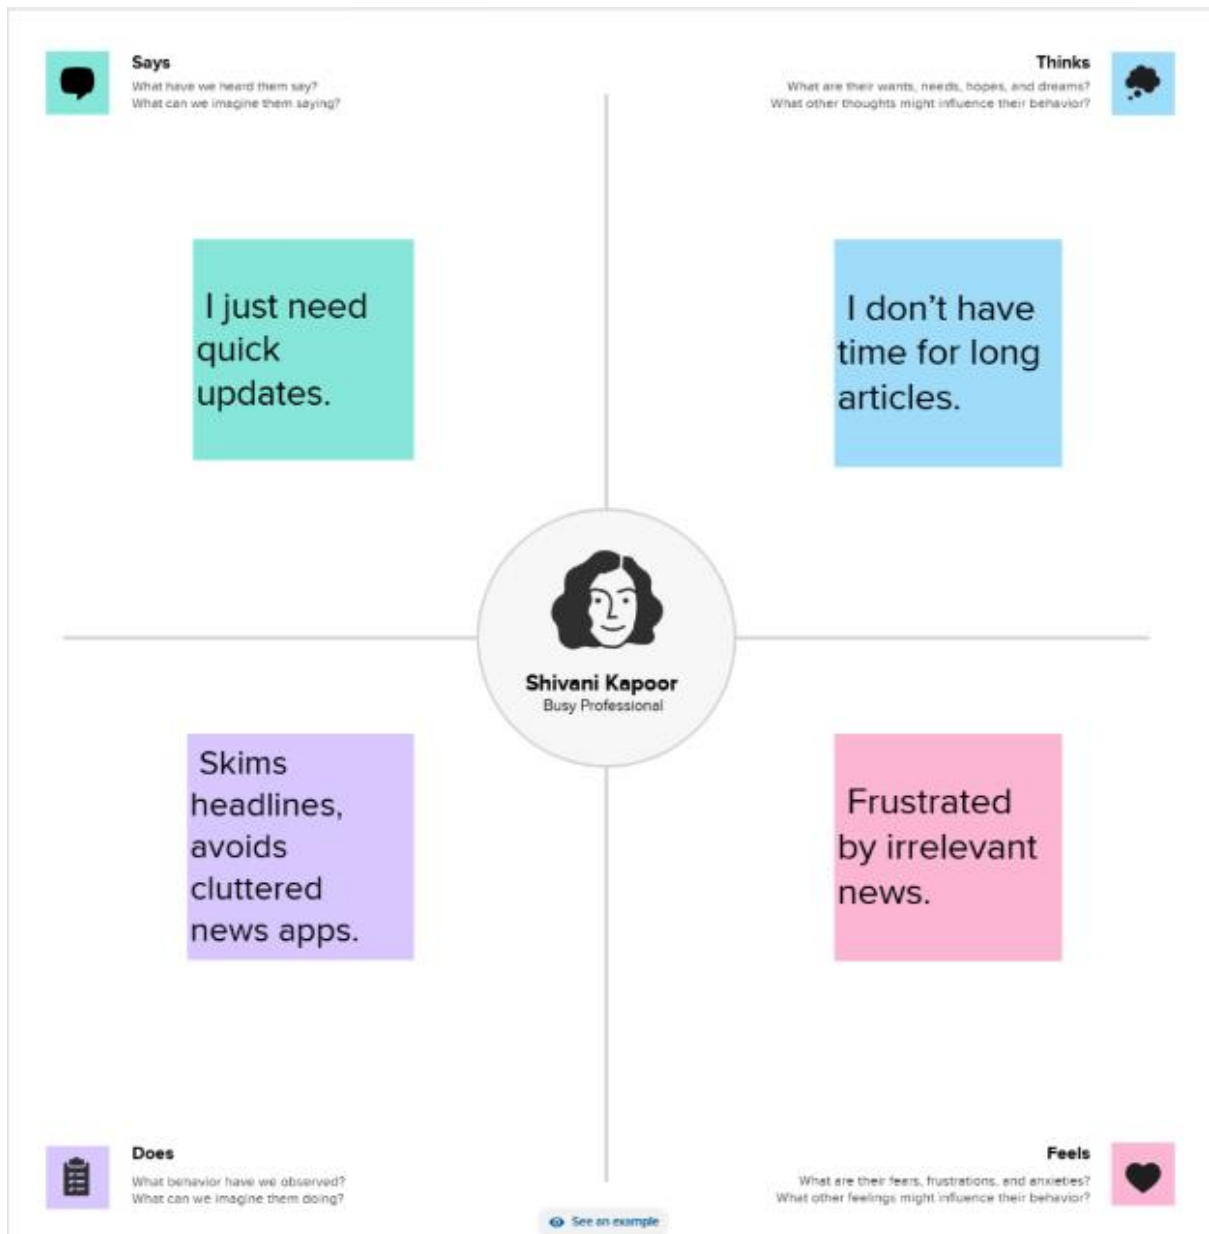 Says
What have we heard them say?
What can we imagine them saying?
Thinks
What are their wants, needs, hopes, and dreams?
What other thoughts might influence their behavior?
I just need
quick
updates.
I don't have
time for long
articles.
Shivani Kapoor
Busy Professional
Skims
headlines,
avoids
cluttered
news apps.
Frustrated
by irrelevant
news.
Does
What behavior have we observed?
What can we imagine them doing?
Feels
What are their fears, frustrations, and anxieties?
What other feelings might influence their behavior?
See an example